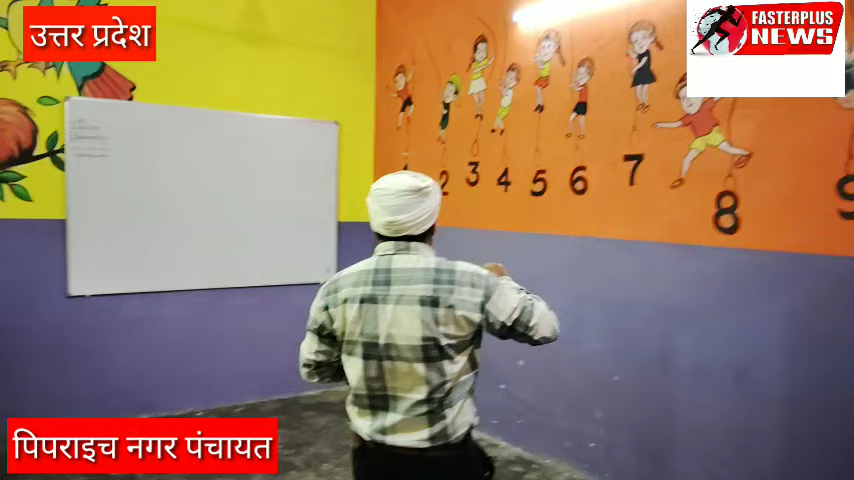 उत्तर प्रदेश
FASTERPLUS
NEWS
2 3 4 5 6 7 8 9
पिपराइच नगर पंचायत